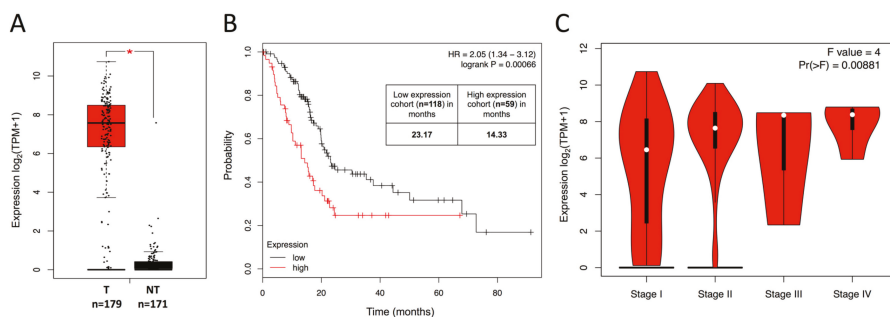 A
Expression log2(TPM+1)
10
8
6
4
2
0
*
T
n=179
NT
n=171
B
Probability
1.0
0.8
0.6
0.4
0.2
0.0
HR = 2.05 (1.34 – 3.12)
logrank P = 0.00066
Low expression cohort (n=118) in months
High expression cohort (n=59) in months
23.17
14.33
Expression
low
high
0
20
40
60
80
Time (months)
C
Expression log2(TPM+1)
12
10
8
6
4
2
0
F value = 4
Pr(>F) = 0.00881
Stage I
Stage II
Stage III
Stage IV